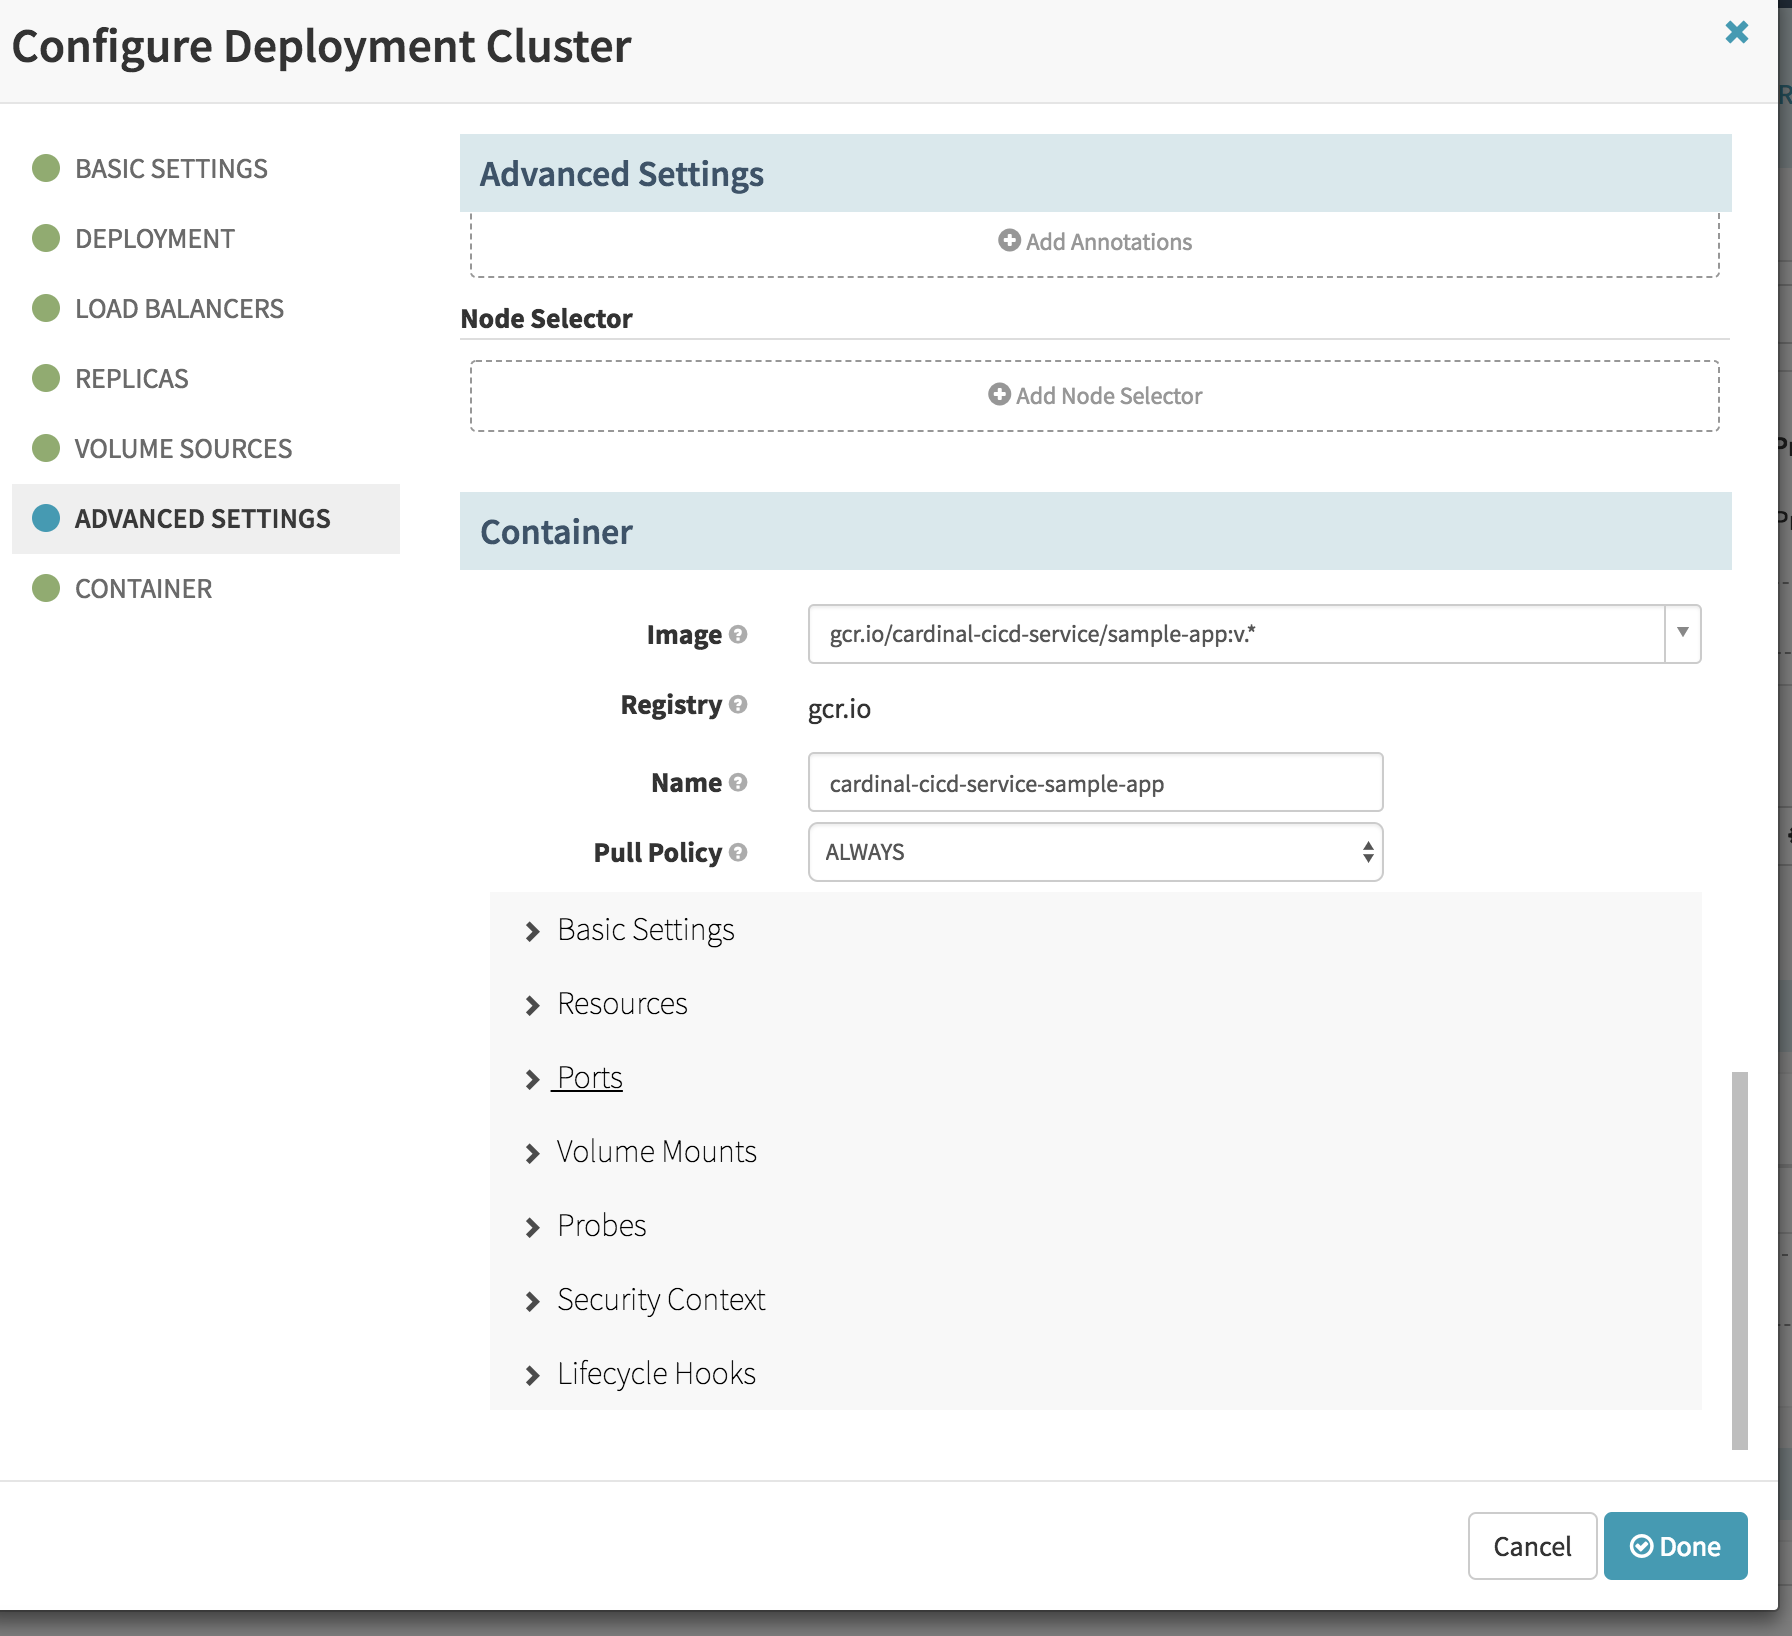 Configure Deployment Cluster
BASIC SETTINGS
DEPLOYMENT
LOAD BALANCERS
REPLICAS
VOLUME SOURCES
ADVANCED SETTINGS
CONTAINER
Advanced Settings
Add Annotations
Node Selector
Add Node Selector
Container
Image
gcr.io/cardinal-cicd-service/sample-app:v.*
Registry
gcr.io
Name
cardinal-cicd-service-sample-app
Pull Policy
ALWAYS
Basic Settings
Resources
Ports
Volume Mounts
Probes
Security Context
Lifecycle Hooks
Cancel
Done